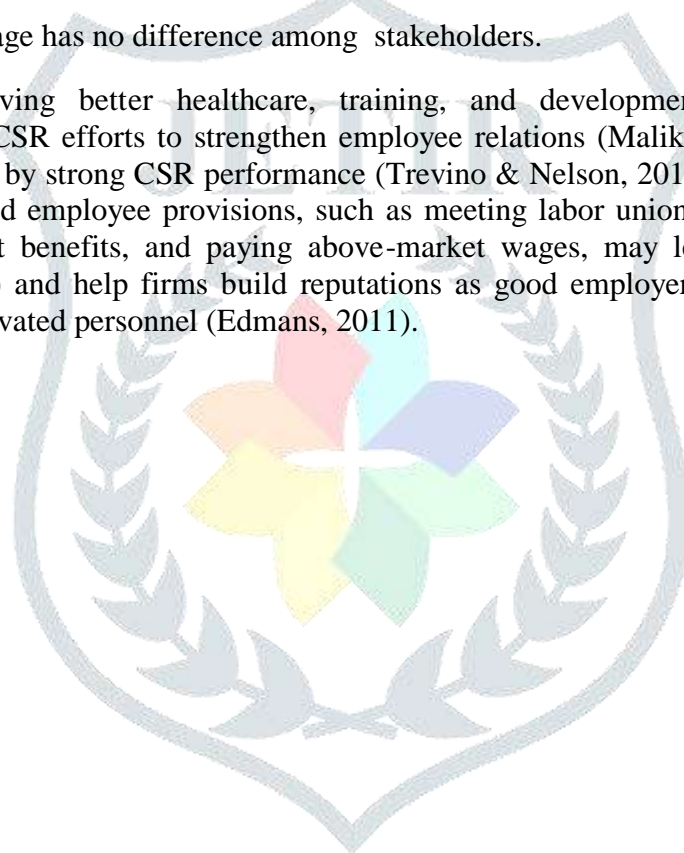 age has no difference among stakeholders.
ving better healthcare, training, and developmen
CSR efforts to strengthen employee relations (Malik
by strong CSR performance (Trevino & Nelson, 201
d employee provisions, such as meeting labor union
t benefits, and paying above-market wages, may l
) and help firms build reputations as good employer
vated personnel (Edmans, 2011).
JETIR